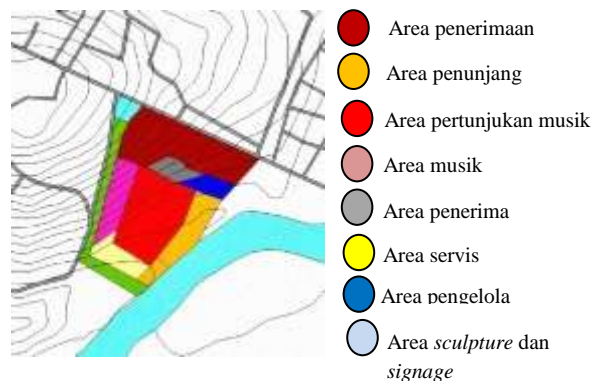 Area penerimaan
Area penunjang
Area pertunjukan musik
Area musik
Area penerima
Area servis
Area pengelola
Area sculpture dan
signage